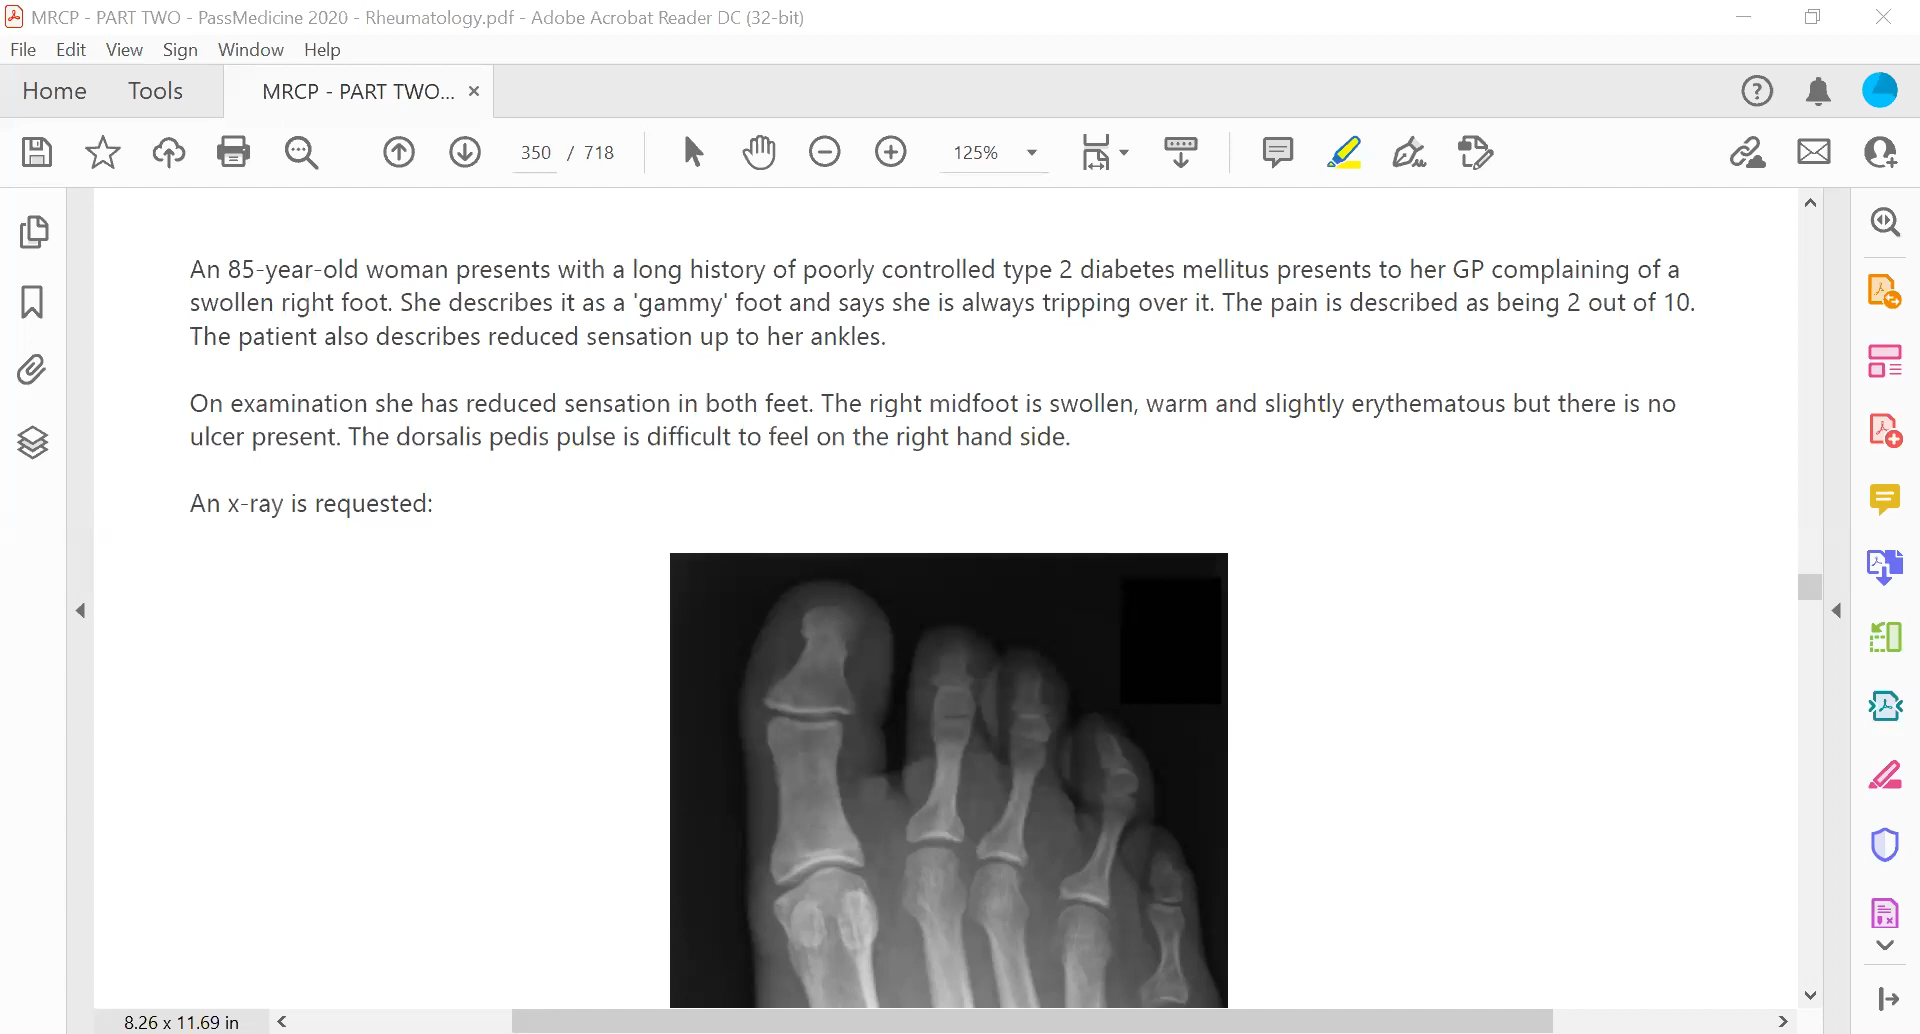 MRCP - PART TWO - PassMedicine 2020 - Rheumatology.pdf - Adobe Acrobat Reader DC (32-bit)
File Edit View Sign Window Help
Home Tools MRCP - PART TWO... ×
350 / 718 125%
An 85-year-old woman presents with a long history of poorly controlled type 2 diabetes mellitus presents to her GP complaining of a
swollen right foot. She describes it as a 'gammy' foot and says she is always tripping over it. The pain is described as being 2 out of 10.
The patient also describes reduced sensation up to her ankles.
On examination she has reduced sensation in both feet. The right midfoot is swollen, warm and slightly erythematous but there is no
ulcer present. The dorsalis pedis pulse is difficult to feel on the right hand side.
An x-ray is requested:
8.26 x 11.69 in